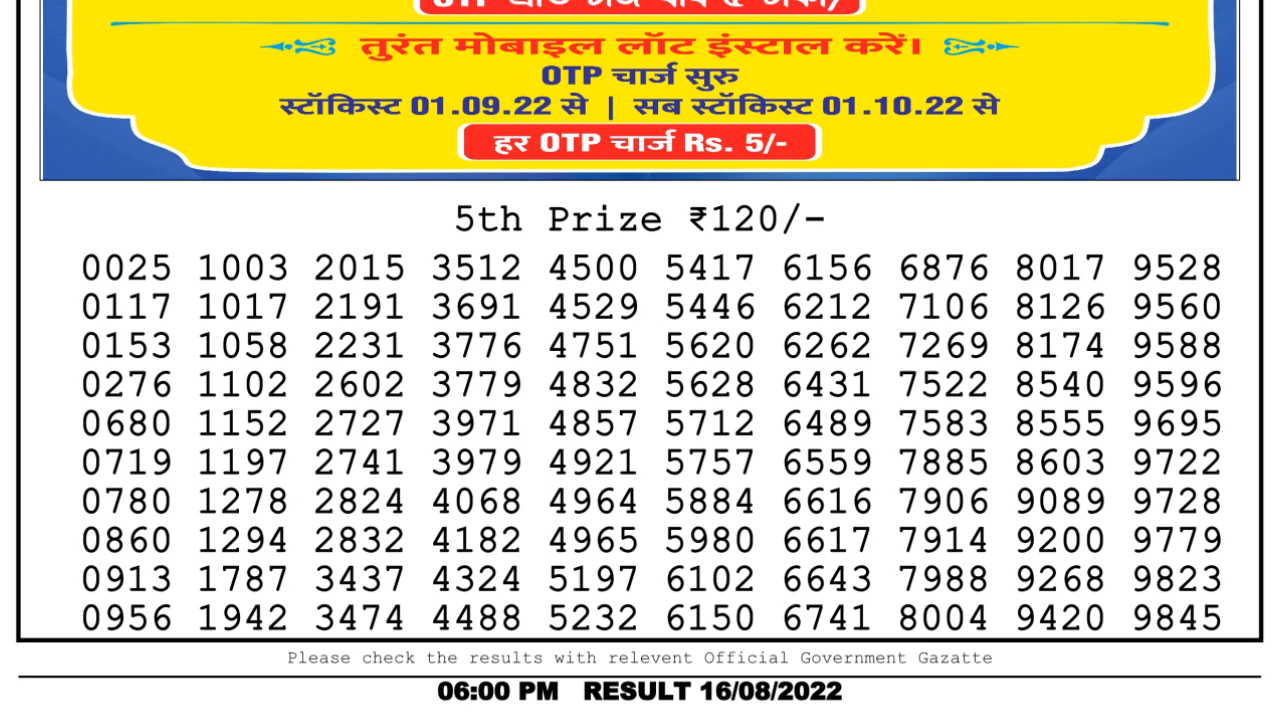 तुरंत मोबाइल लॉट इंस्टाल करें।
OTP चार्ज सुरु
स्टॉकिस्ट 01.09.22 से | सब स्टॉकिस्ट 01.10.22 से
हर OTP चार्ज Rs. 5/-
5th Prize ₹120/-
0025 1003 2015 3512 4500 5417 6156 6876 8017 9528
0117 1017 2191 3691 4529 5446 6212 7106 8126 9560
0153 1058 2231 3776 4751 5620 6262 7269 8174 9588
0276 1102 2602 3779 4832 5628 6431 7522 8540 9596
0680 1152 2727 3971 4857 5712 6489 7583 8555 9695
0719 1197 2741 3979 4921 5757 6559 7885 8603 9722
0780 1278 2824 4068 4964 5884 6616 7906 9089 9728
0860 1294 2832 4182 4965 5980 6617 7914 9200 9779
0913 1787 3437 4324 5197 6102 6643 7988 9268 9823
0956 1942 3474 4488 5232 6150 6741 8004 9420 9845
Please check the results with relevent Official Government Gazatte
06:00 PM RESULT 16/08/2022